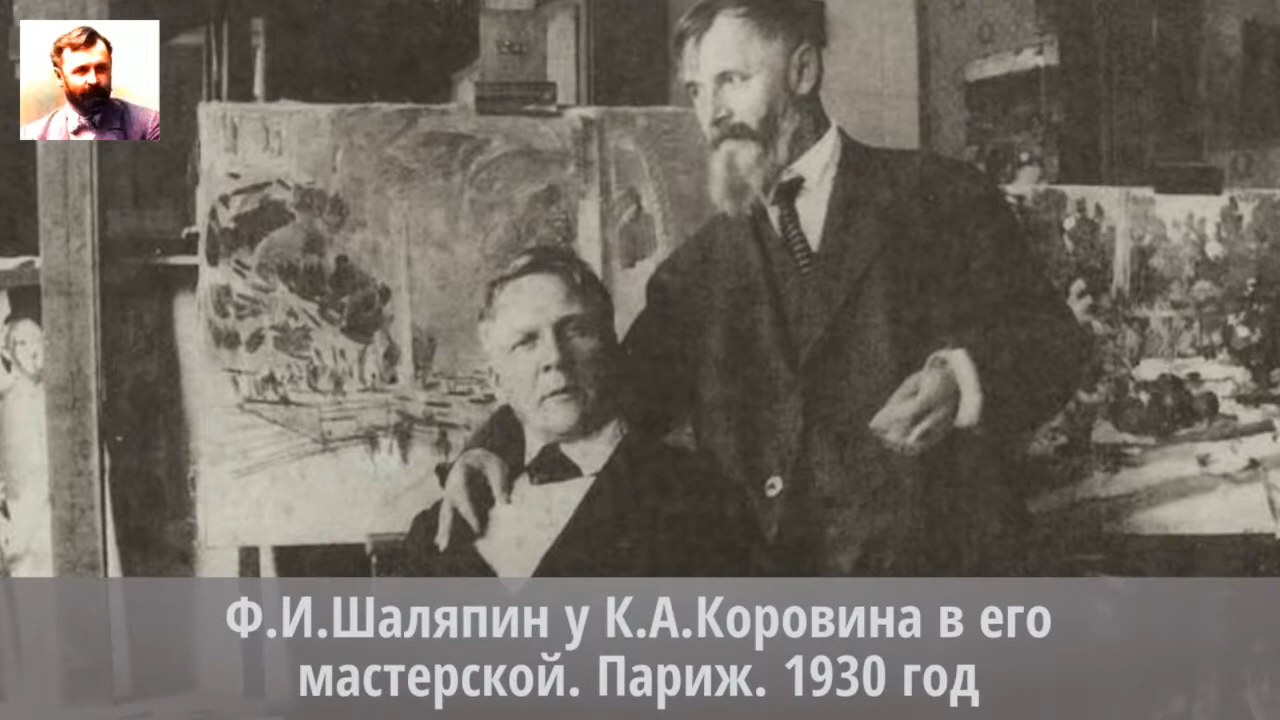 Ф.И.Шаляпин у К.А.Коровина в его
мастерской. Париж. 1930 год